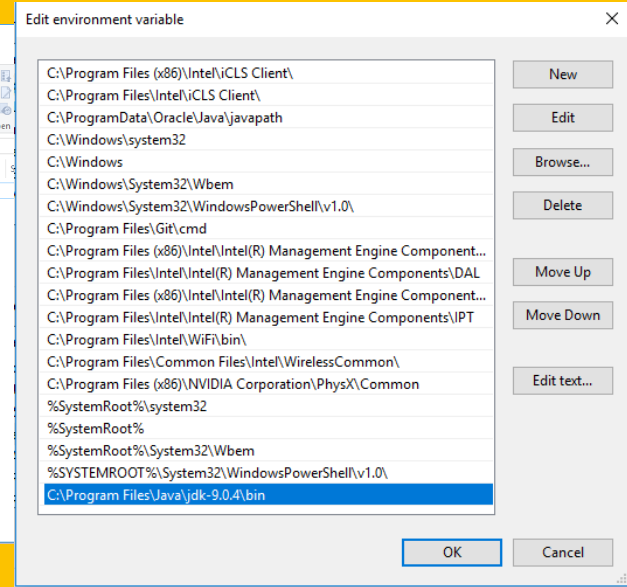 Edit environment variable
C:\Program Files (x86)\Intel\iCLS Client\
C:\Program Files\Intel\iCLS Client\
C:\ProgramData\Oracle\Java\javapath
C:\Windows\system32
C:\Windows
C:\Windows\System32\Wbem
C:\Windows\System32\WindowsPowerShell\v1.0\
C:\Program Files\Git\cmd
C:\Program Files (x86)\Intel\Intel(R) Management Engine Component...
C:\Program Files\Intel\Intel(R) Management Engine Components\DAL
C:\Program Files (x86)\Intel\Intel(R) Management Engine Component...
C:\Program Files\Intel\Intel(R) Management Engine Components\IPT
C:\Program Files\Intel\WiFi\bin\
C:\Program Files\Common Files\Intel\WirelessCommon\
C:\Program Files (x86)\NVIDIA Corporation\PhysX\Common
%SystemRoot%\system32
%SystemRoot%
%SystemRoot%\System32\Wbem
%SYSTEMROOT%\System32\WindowsPowerShell\v1.0\
C:\Program Files\Java\jdk-9.0.4\bin
New
Edit
Browse...
Delete
Move Up
Move Down
Edit text...
OK
Cancel